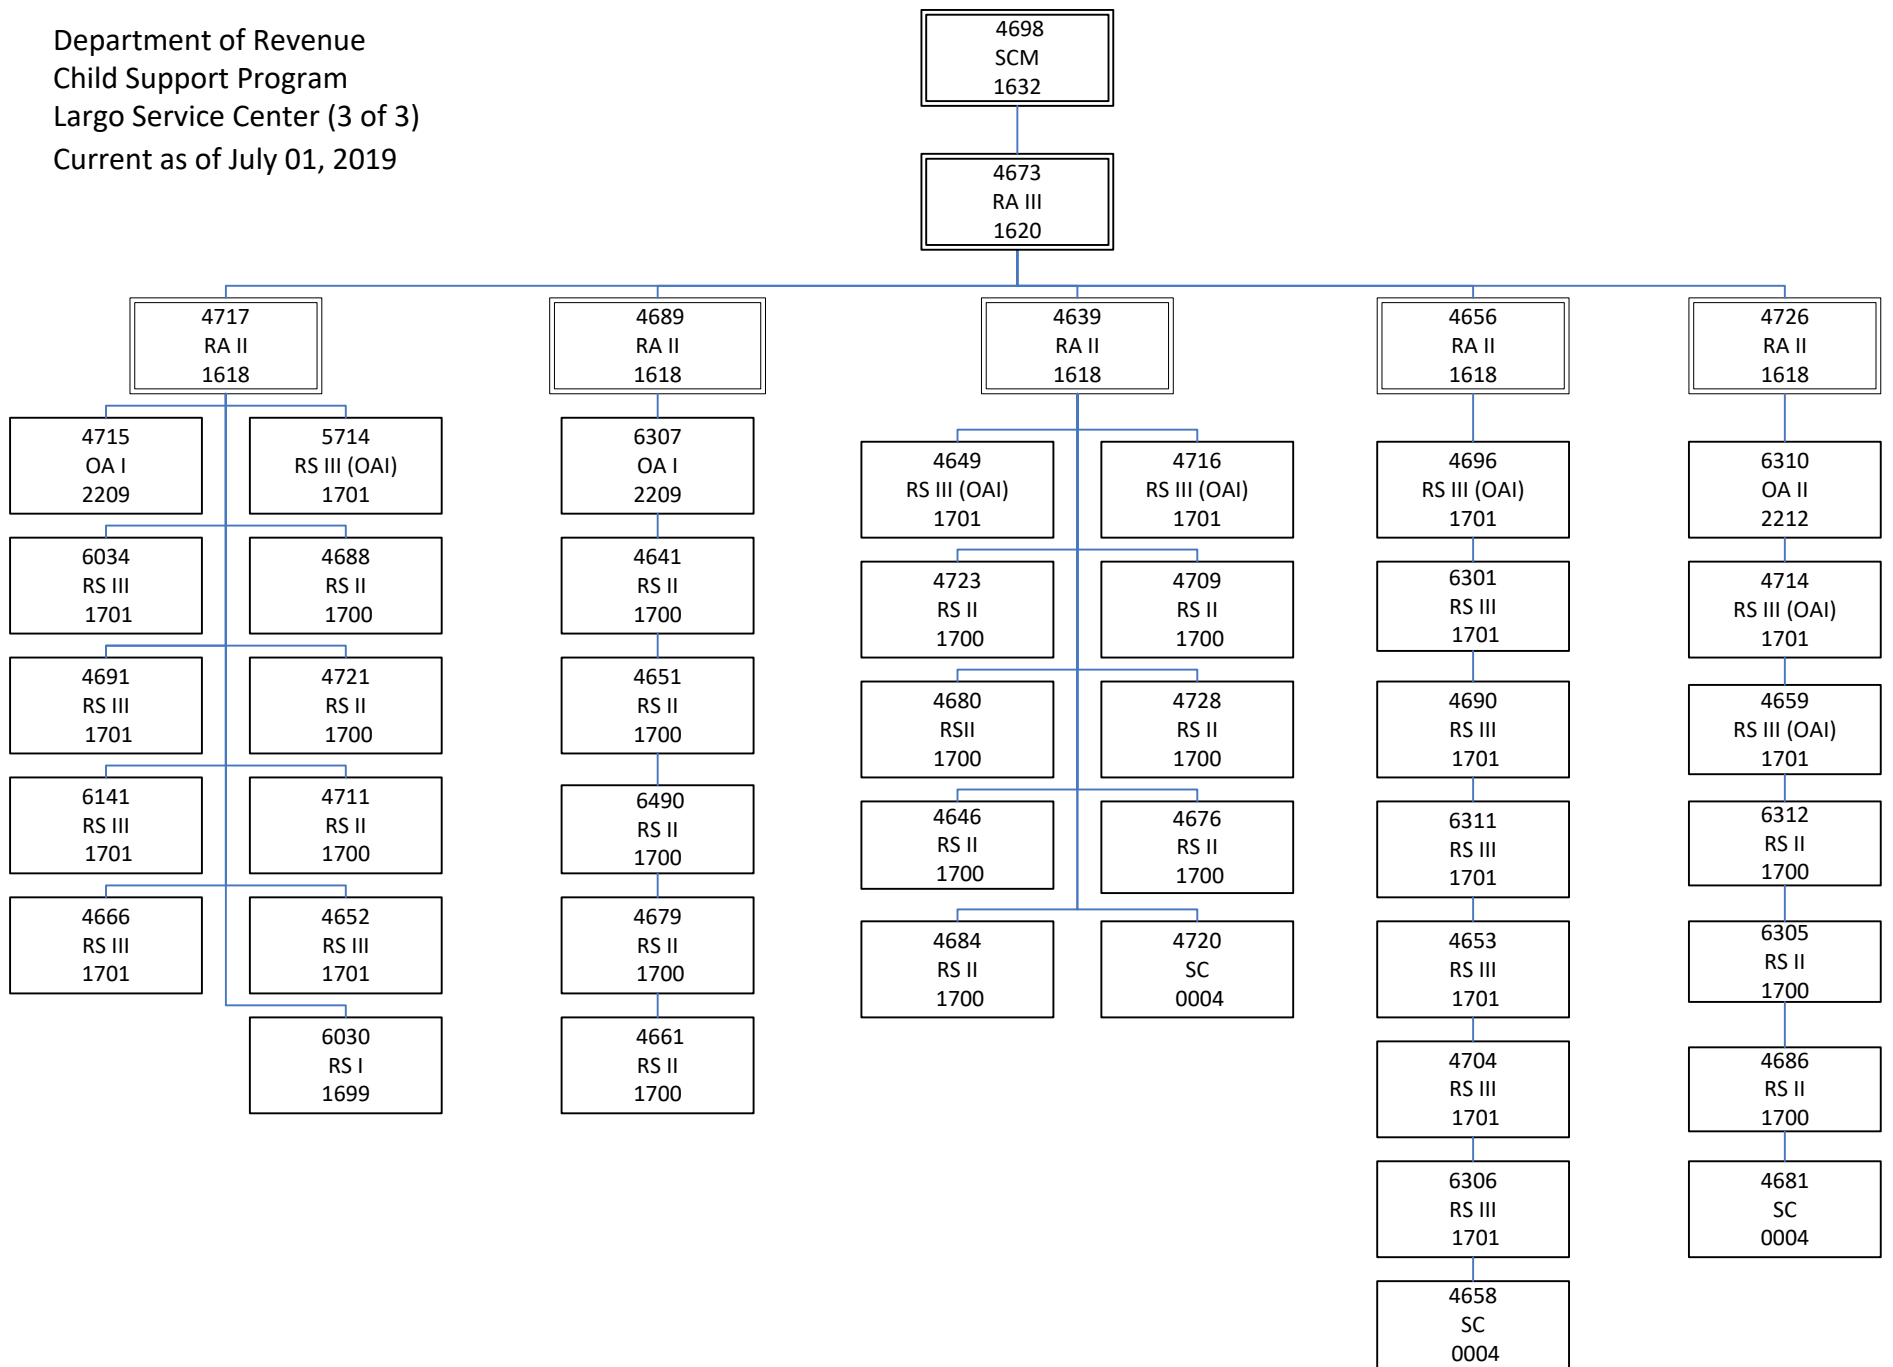 Department of Revenue
Child Support Program
Largo Service Center (3 of 3)
Current as of July 01, 2019
4698
SCM
1632
4673
RA III
1620
4717
RA II
1618
4689
RA II
1618
4639
RA II
1618
4656
RA II
1618
4726
RA II
1618
4715
OA I
2209
5714
RS III (OAI)
1701
6034
RS III
1701
4688
RS II
1700
4691
RS III
1701
4721
RS II
1700
6141
RS III
1701
4711
RS II
1700
4666
RS III
1701
4652
RS III
1701
6030
RS I
1699
6307
OA I
2209
4641
RS II
1700
4651
RS II
1700
6490
RS II
1700
4679
RS II
1700
4661
RS II
1700
4649
RS III (OAI)
1701
4716
RS III (OAI)
1701
4723
RS II
1700
4709
RS II
1700
4680
RSII
1700
4728
RS II
1700
4646
RS II
1700
4676
RS II
1700
4684
RS II
1700
4720
SC
0004
4696
RS III (OAI)
1701
6301
RS III
1701
4690
RS III
1701
6311
RS III
1701
4653
RS III
1701
4704
RS III
1701
6306
RS III
1701
4658
SC
0004
6310
OA II
2212
4714
RS III (OAI)
1701
4659
RS III (OAI)
1701
6312
RS II
1700
6305
RS II
1700
4686
RS II
1700
4681
SC
0004